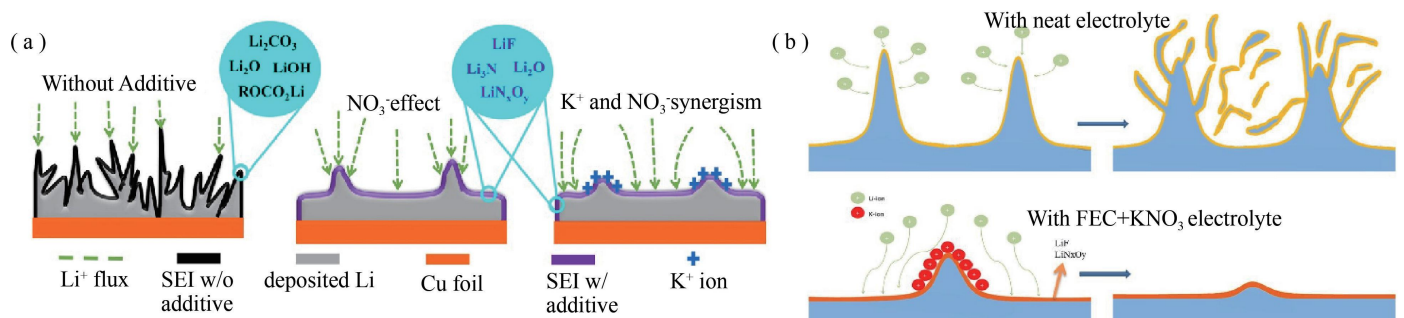 ( a )
Without Additive
Li₂CO₃
Li₂O LiOH
ROCO₂Li
NO₃⁻effect
LiF
Li₃N Li₂O
LiNₓOᵧ
K⁺ and NO₃⁻synergism
Li⁺ flux
SEI w/o
additive
deposited Li
Cu foil
SEI w/
additive
K⁺ ion
( b )
With neat electrolyte
Li-ion
K-ion
With FEC+KNO₃ electrolyte
LiF
LiNxOy